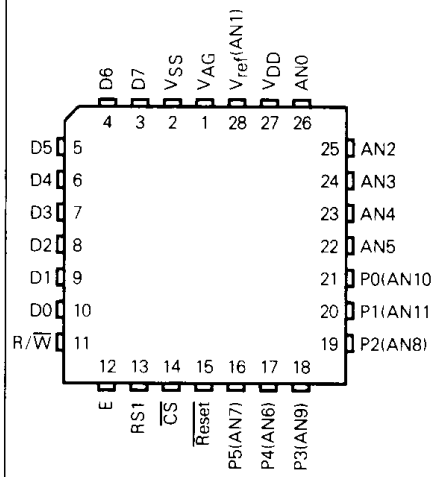 D6 D7 VSS VAG Vref(AN1) VDD AN0
4 3 2 1 28 27 26
D5 5 25 AN2
D4 6 24 AN3
D3 7 23 AN4
D2 8 22 AN5
D1 9 21 P0(AN10
D0 10 20 P1(AN11
R/W̅ 11 19 P2(AN8)
12 13 14 15 16 17 18
E RS1 C̅S̅ R̅e̅s̅e̅t̅ P5(AN7) P4(AN6) P3(AN9)